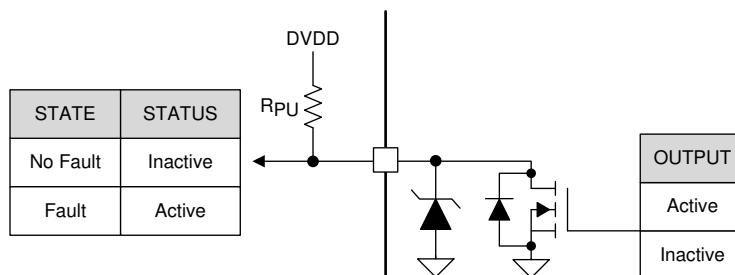 DVDD
RPU
STATE STATUS
No Fault Inactive
Fault Active
OUTPUT
Active
Inactive